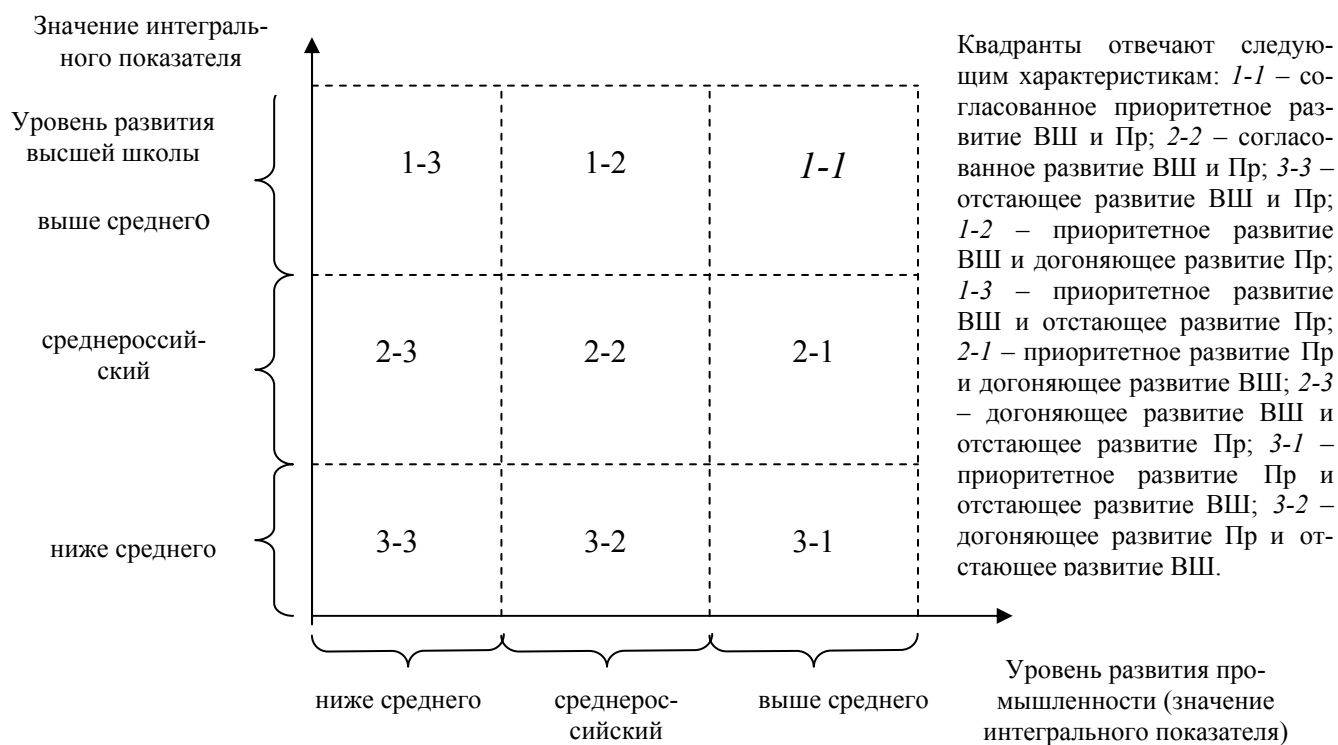 Значение интеграль-
ного показателя
Уровень развития
высшей школы
выше среднего
среднероссий-
ский
ниже среднего
1-3 1-2 1-1
2-3 2-2 2-1
3-3 3-2 3-1
ниже среднего
среднерос-
сийский
выше среднего
Уровень развития про-
мышленности (значение
интегрального показателя)
Квадранты отвечают следую-
щим характеристикам: 1-1 – со-
гласованное приоритетное раз-
витие ВШ и Пр; 2-2 – согласо-
ванное развитие ВШ и Пр; 3-3 –
отстающее развитие ВШ и Пр;
1-2 – приоритетное развитие
ВШ и догоняющее развитие Пр;
1-3 – приоритетное развитие
ВШ и отстающее развитие Пр;
2-1 – приоритетное развитие Пр
и догоняющее развитие ВШ; 2-3
– догоняющее развитие ВШ и
отстающее развитие Пр; 3-1 –
приоритетное развитие Пр и
отстающее развитие ВШ; 3-2 –
догоняющее развитие Пр и от-
стающее развитие ВШ.